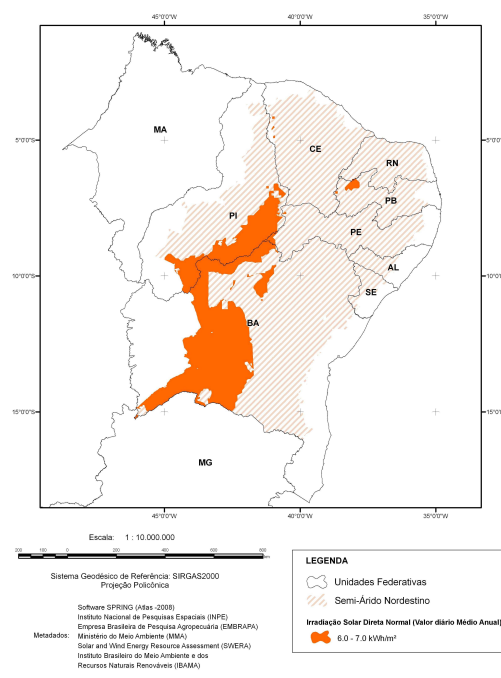 45°0'0"W 40°0'0"W 35°0'0"W
MA
5°0'0"S
CE
5°0'
RN
PB
PI
PE
10°0'0"S
AL
10°0'
SE
BA
15°0'0"S
15°0'
MG
45°0'0"W 40°0'0"W 35°0'0"W
Escala: 1 : 10.000.000
200 100 0 200 400 600 800
Sistema Geodésico de Referência: SIRGAS2000
Projeção Policônica
Software SPRING (Atlas -2008)
Instituto Nacional de Pesquisas Espaciais (INPE)
Empresa Brasileira de Pesquisa Agropecuária (EMBRAPA)
Metadados: Ministério do Meio Ambiente (MMA)
Solar and Wind Energy Resource Assessment (SWERA)
Instituto Brasileiro do Meio Ambiente e dos
Recursos Naturais Renováveis (IBAMA)
LEGENDA
Unidades Federativas
Semi-Árido Nordestino
Irradiação Solar Direta Normal (Valor diário Médio Anual)
6.0 - 7.0 kWh/m²